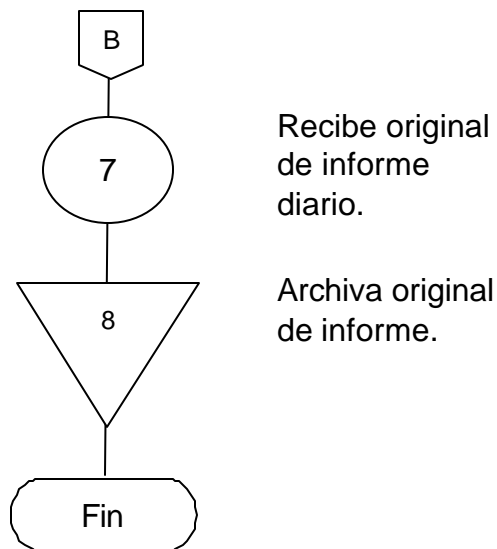 B
7
Recibe original
de informe
diario.
8
Archiva original
de informe.
Fin